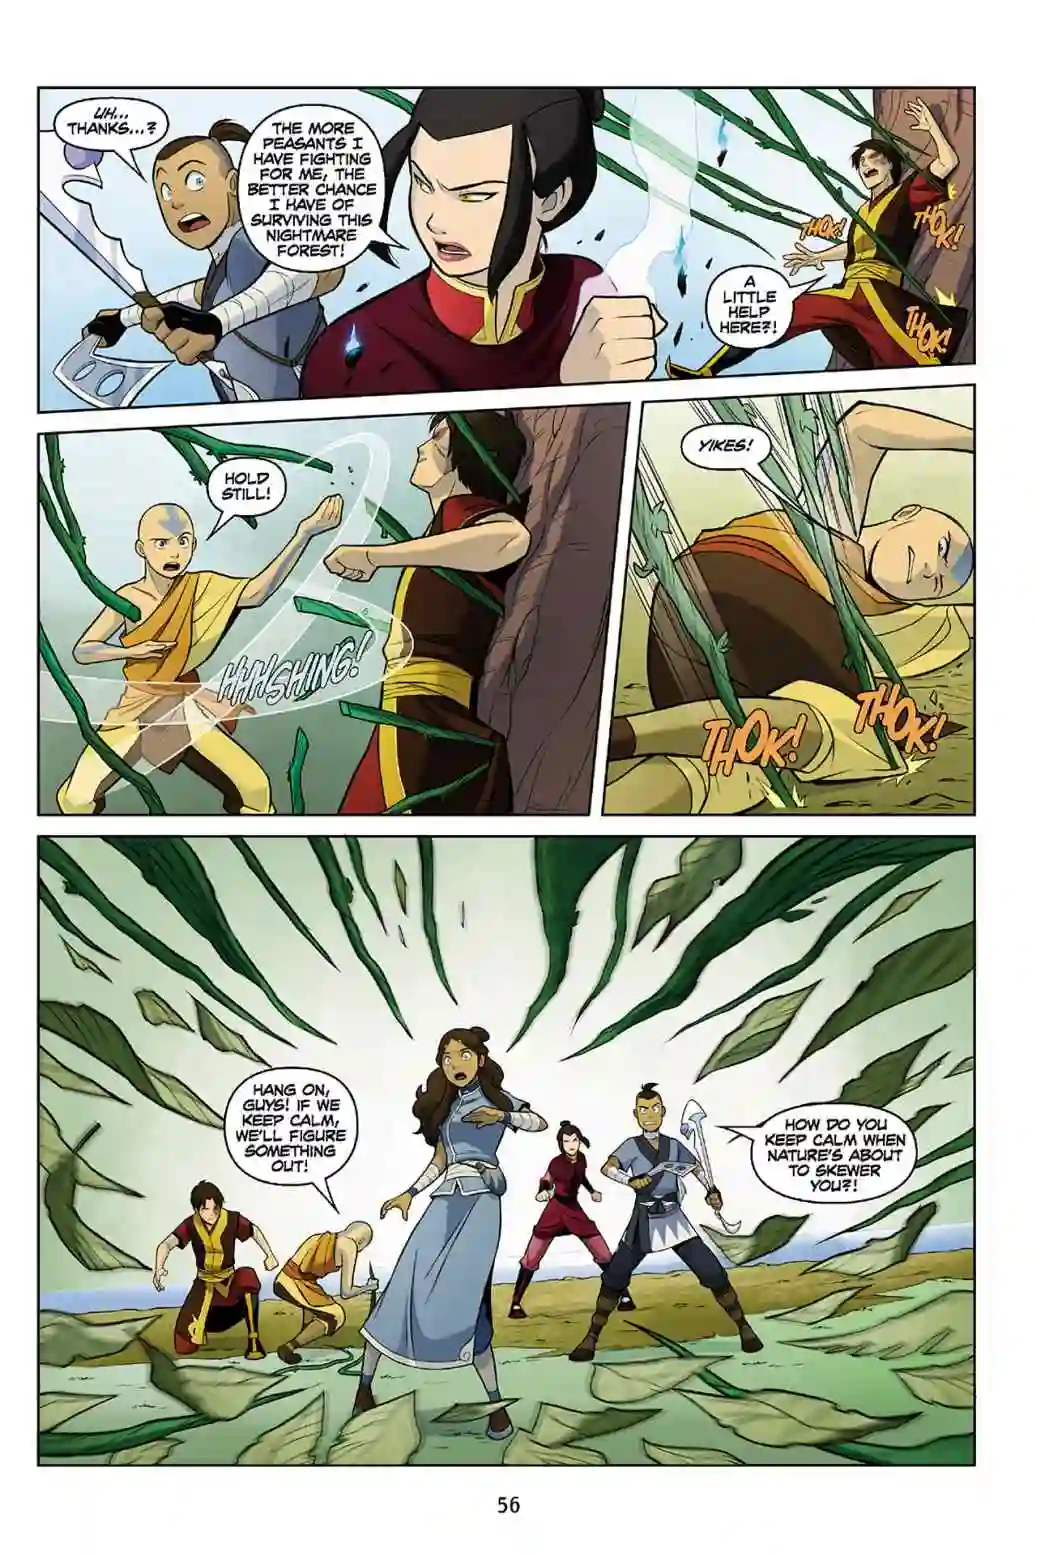 UH...
THANKS...?
THE MORE
PEASANTS I
HAVE FIGHTING
FOR ME, THE
BETTER CHANCE
I HAVE OF
SURVIVING THIS
NIGHTMARE
FOREST!
A
LITTLE
HELP
HERE?!
THOK!
THOK!
THOK!
HOLD
STILL!
HHHSHING!
YIKES!
THOK!
THOK!
HANG ON,
GUYS! IF WE
KEEP CALM,
WE'LL FIGURE
SOMETHING
OUT!
HOW DO YOU
KEEP CALM WHEN
NATURE'S ABOUT
TO SKEWER
YOU?!
56